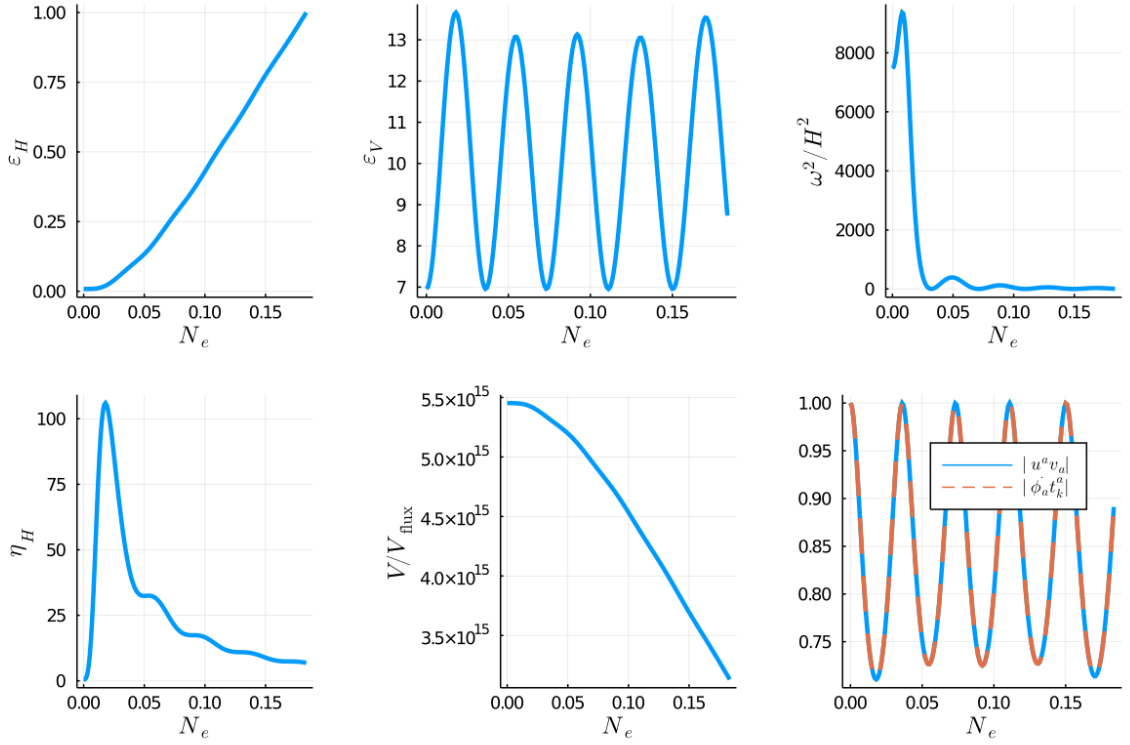 1.00
0.75
0.50
0.25
0.00
ε_H
0.00 0.05 0.10 0.15
N_e
13
12
11
10
9
8
7
ε_V
0.00 0.05 0.10 0.15
N_e
8000
6000
4000
2000
0
ω²/H²
0.00 0.05 0.10 0.15
N_e
100
75
50
25
0
η_H
0.00 0.05 0.10 0.15
N_e
5.5×10¹⁵
5.0×10¹⁵
4.5×10¹⁵
4.0×10¹⁵
3.5×10¹⁵
V/V_flux
0.00 0.05 0.10 0.15
N_e
1.00
0.95
0.90
0.85
0.80
0.75
|u^a v_a|
|ϕ̇_a t_k^a|
0.00 0.05 0.10 0.15
N_e